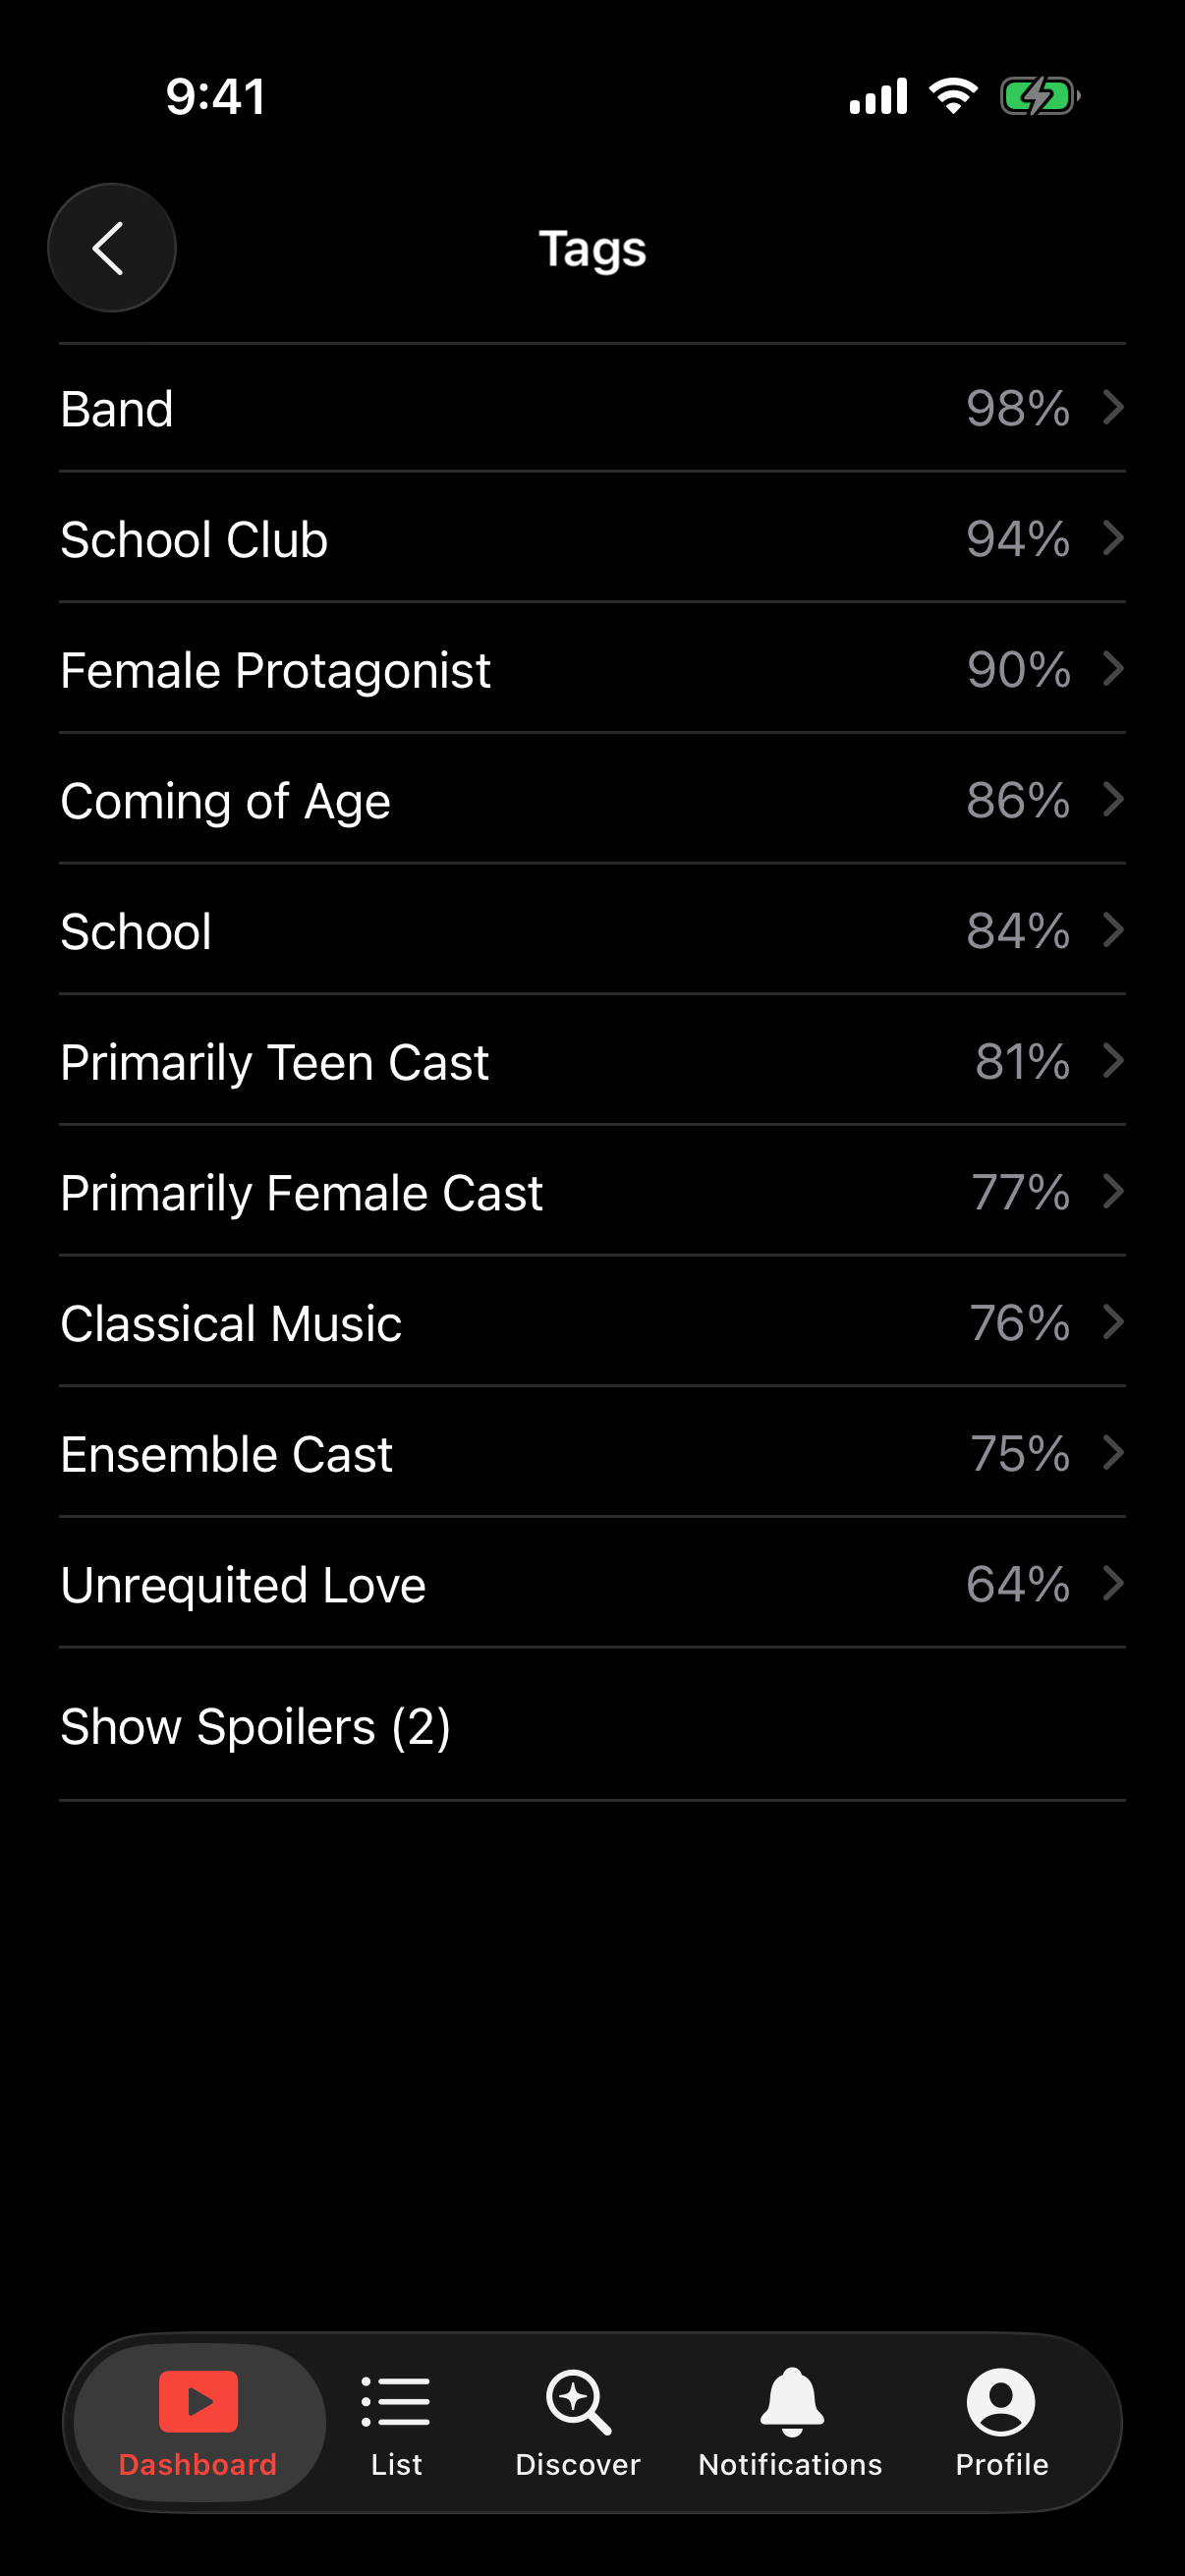 9:41
Tags
Band 98%
School Club 94%
Female Protagonist 90%
Coming of Age 86%
School 84%
Primarily Teen Cast 81%
Primarily Female Cast 77%
Classical Music 76%
Ensemble Cast 75%
Unrequited Love 64%
Show Spoilers (2)
Dashboard List Discover Notifications Profile